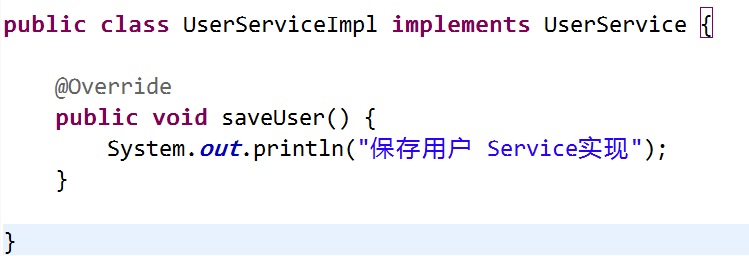 public class UserServiceImpl implements UserService {
@Override
public void saveUser() {
System.out.println("保存用户 Service实现");
}
}